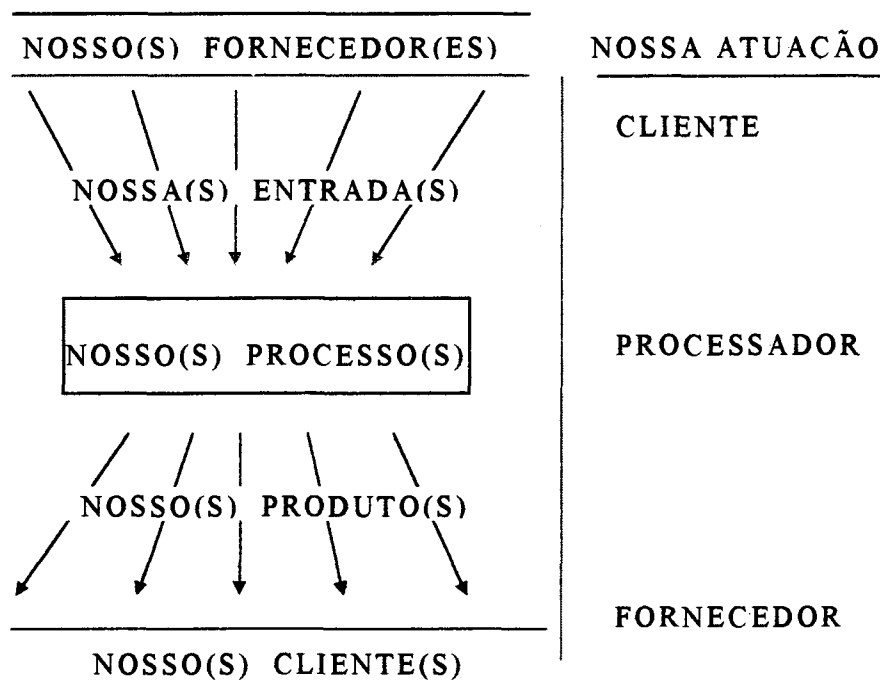 NOSSO(S) FORNECEDOR(ES)
NOSSA ATUACÃO
CLIENTE
NOSSA(S) ENTRADA(S)
NOSSO(S) PROCESSO(S)
PROCESSADOR
NOSSO(S) PRODUTO(S)
FORNECEDOR
NOSSO(S) CLIENTE(S)